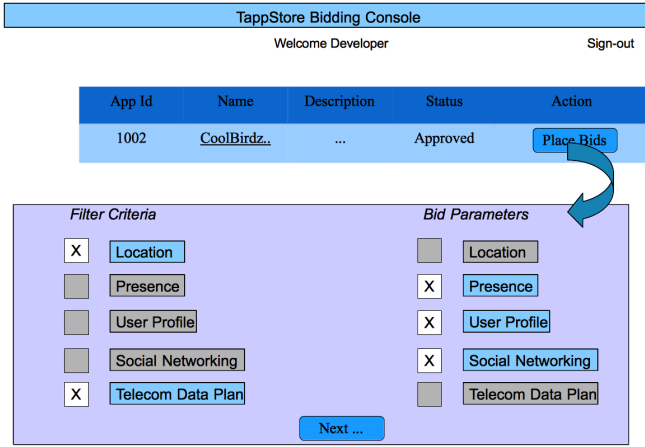 TappStore Bidding Console
Welcome Developer Sign-out
App Id Name Description Status Action
1002 CoolBirdz.. ... Approved Place Bids
Filter Criteria Bid Parameters
X Location Location
Presence X Presence
User Profile X User Profile
Social Networking X Social Networking
X Telecom Data Plan Telecom Data Plan
Next ...